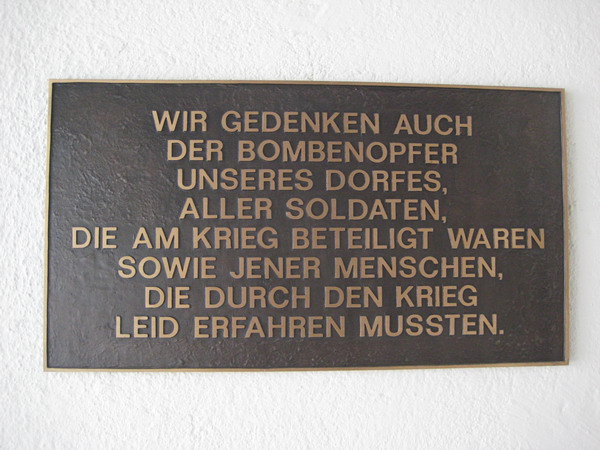 WIR GEDENKEN AUCH
DER BOMBENOPFER
UNSERES DORFES,
ALLER SOLDATEN,
DIE AM KRIEG BETEILIGT WAREN
SOWIE JENER MENSCHEN,
DIE DURCH DEN KRIEG
LEID ERFAHREN MUSSTEN.